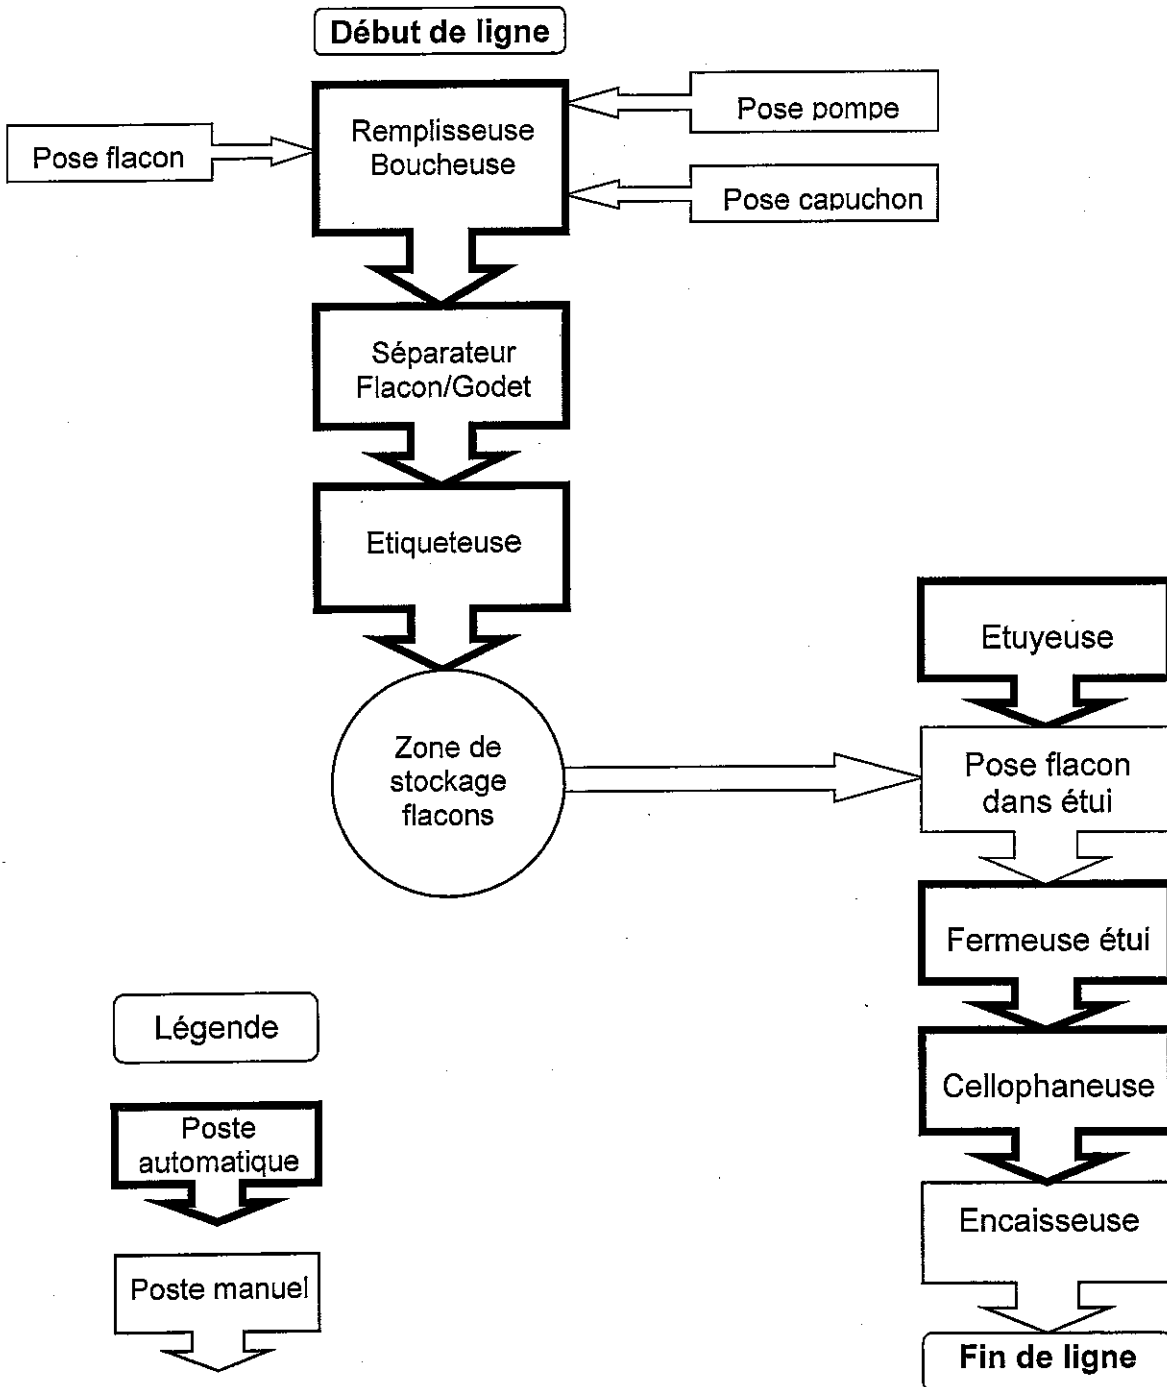 Début de ligne
Remplisseuse
Boucheuse
Pose pompe
Pose flacon
Pose capuchon
Séparateur
Flacon/Godet
Etiqueteuse
Zone de
stockage
flacons
Etuyeuse
Pose flacon
dans étui
Fermeuse étui
Cellophaneuse
Encaisseuse
Fin de ligne
Légende
Poste
automatique
Poste manuel